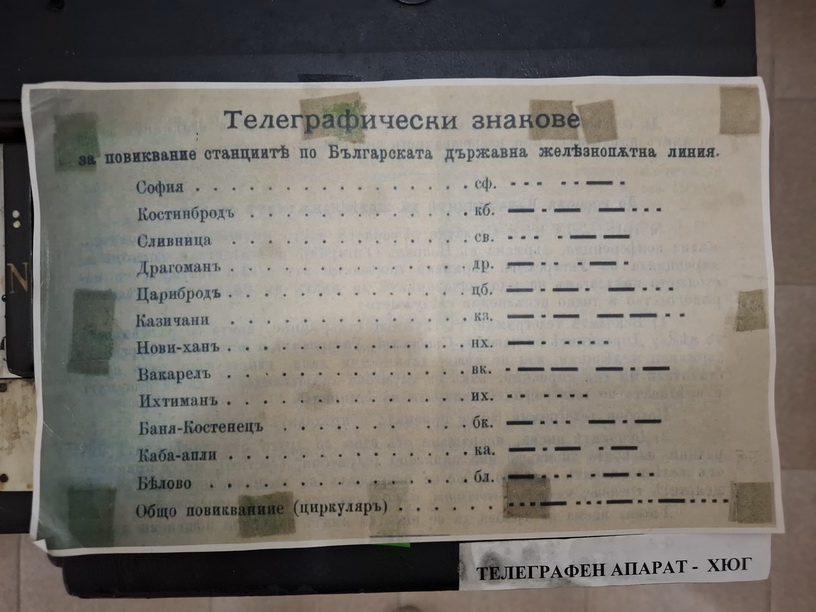 Телеграфически знакове
за повиквание станциитѣ по Българската държавна желѣзнопѫтна линия.
София . . . . . . . . . . . . . . . . сф. · · · · · — ·
Костинбродъ . . . . . . . . . . . . . кб. — · — — · · ·
Сливница . . . . . . . . . . . . . . св. · · · · — —
Драгоманъ . . . . . . . . . . . . . др. — · · · — ·
Царибродъ . . . . . . . . . . . . . цб. — · — · — · · ·
Казичани . . . . . . . . . . . . . . кз. — · — — — · ·
Нови-ханъ . . . . . . . . . . . . . нх. — · · · · ·
Вакарелъ . . . . . . . . . . . . . вк. · — — — · —
Ихтиманъ . . . . . . . . . . . . . их. · · · · · ·
Баня-Костенецъ . . . . . . . . . . бк. — · · · — · —
Каба-апли . . . . . . . . . . . . . ка. — · — · —
Бѣлово . . . . . . . . . . . . . . бл. — · · · · — · ·
Общо повикваниие (циркуляръ) . . . . .
ТЕЛЕГРАФЕН АПАРАТ - ХЮГ
N